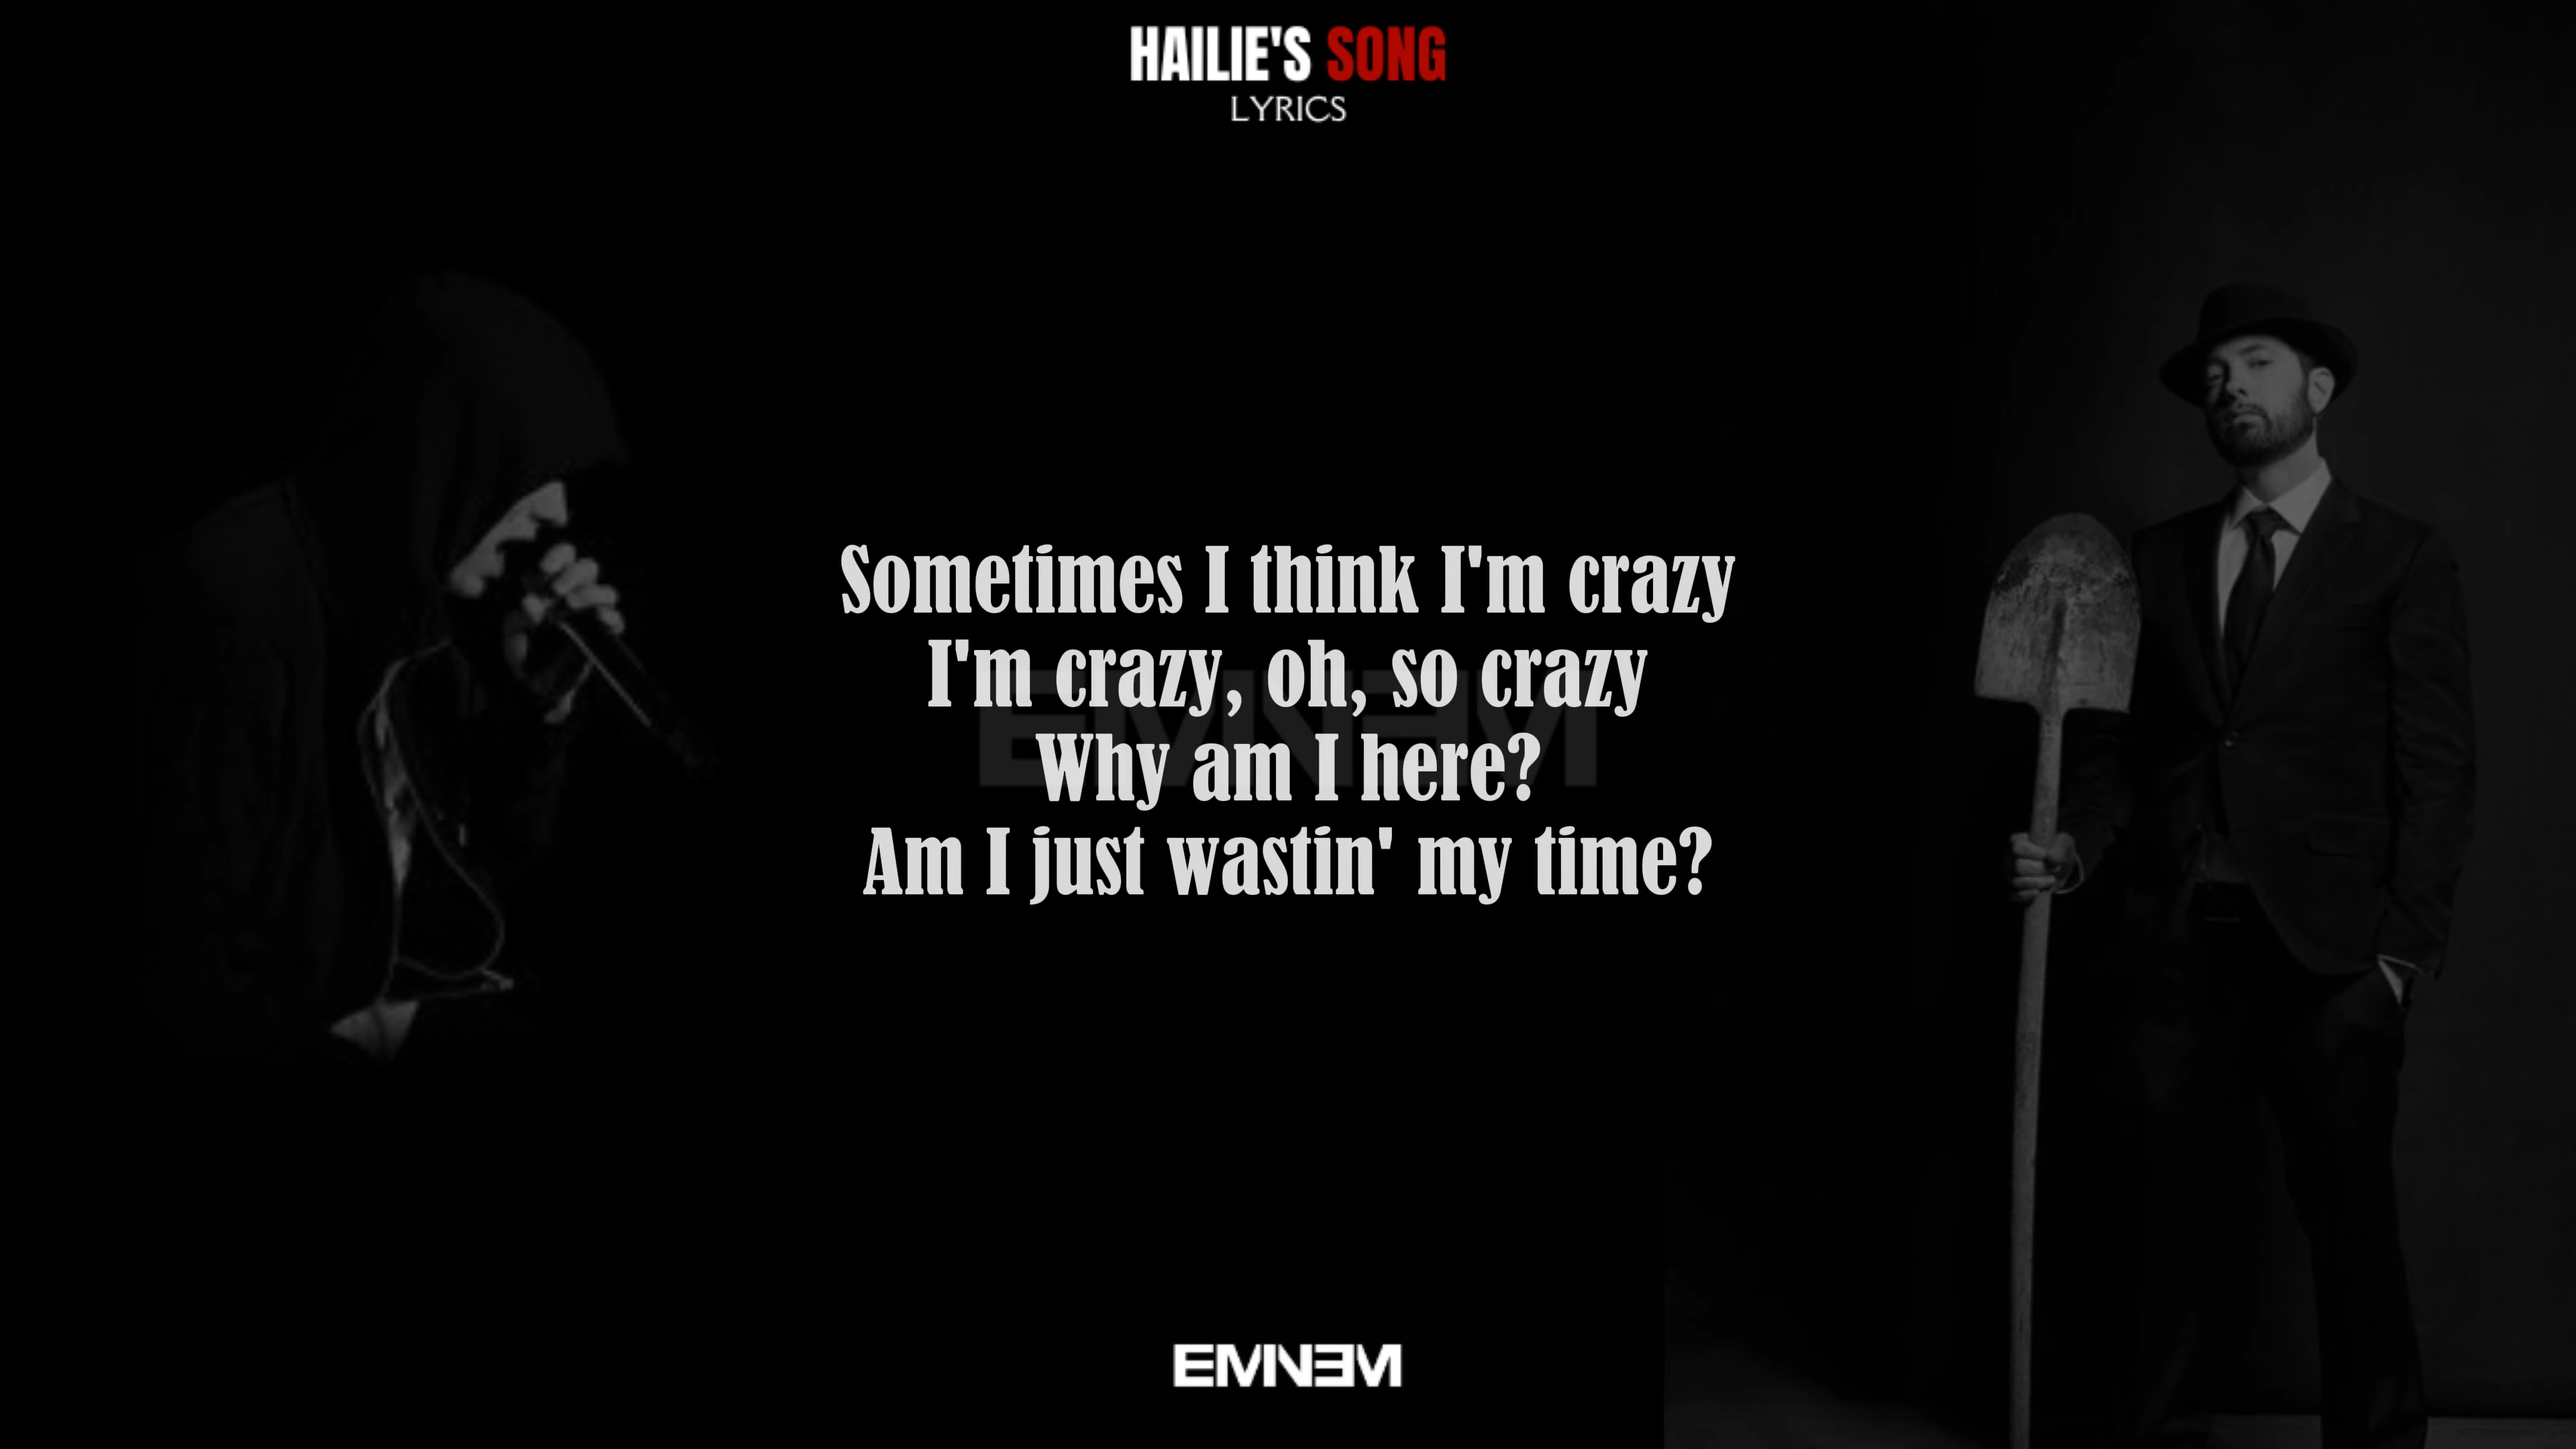 HAILIE'S SONG
LYRICS
Sometimes I think I'm crazy
I'm crazy, oh, so crazy
EMINEM
Why am I here?
Am I just wastin' my time?
EMINEM